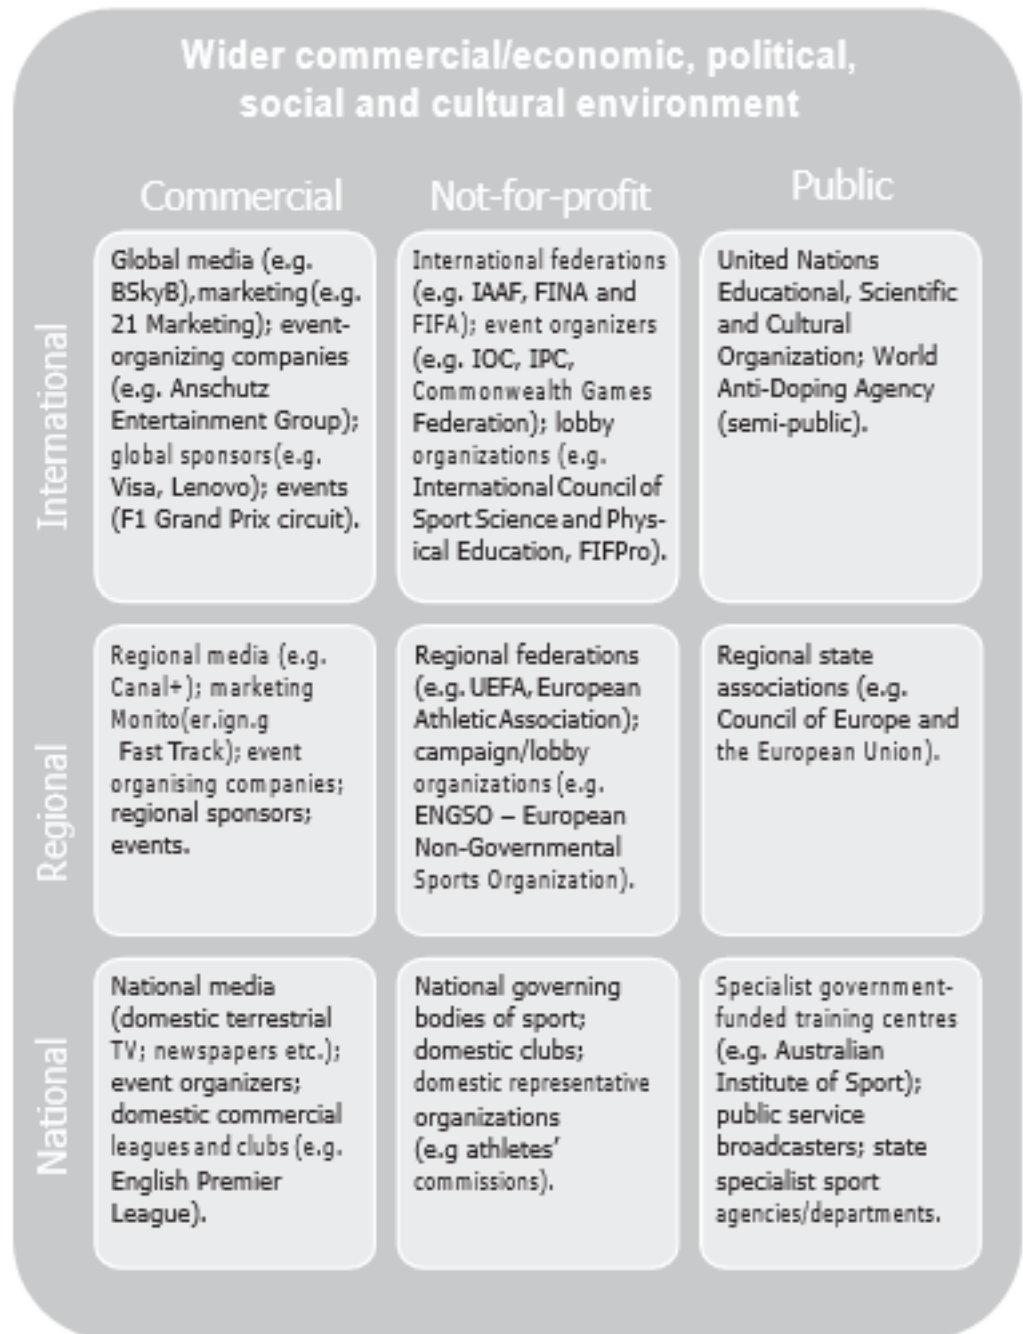 Wider commercial/economic, political,
social and cultural environment
Commercial
Not-for-profit
Public
International
Global media (e.g.
BSkyB), marketing (e.g.
21 Marketing); event-
organizing companies
(e.g. Anschutz
Entertainment Group);
global sponsors(e.g.
Visa, Lenovo); events
(F1 Grand Prix circuit).
International federations
(e.g. IAAF, FINA and
FIFA); event organizers
(e.g. IOC, IPC,
Commonwealth Games
Federation); lobby
organizations (e.g.
International Council of
Sport Science and Phys-
ical Education, FIFPro).
United Nations
Educational, Scientific
and Cultural
Organization; World
Anti-Doping Agency
(semi-public).
Regional
Regional media (e.g.
Canal+); marketing
Monito(er.ign.g
Fast Track); event
organising companies;
regional sponsors;
events.
Regional federations
(e.g. UEFA, European
Athletic Association);
campaign/lobby
organizations (e.g.
ENGSO – European
Non-Governmental
Sports Organization).
Regional state
associations (e.g.
Council of Europe and
the European Union).
National
National media
(domestic terrestrial
TV; newspapers etc.);
event organizers;
domestic commercial
leagues and clubs (e.g.
English Premier
League).
National governing
bodies of sport;
domestic clubs;
domestic representative
organizations
(e.g athletes’
commissions).
Specialist government-
funded training centres
(e.g. Australian
Institute of Sport);
public service
broadcasters; state
specialist sport
agencies/departments.